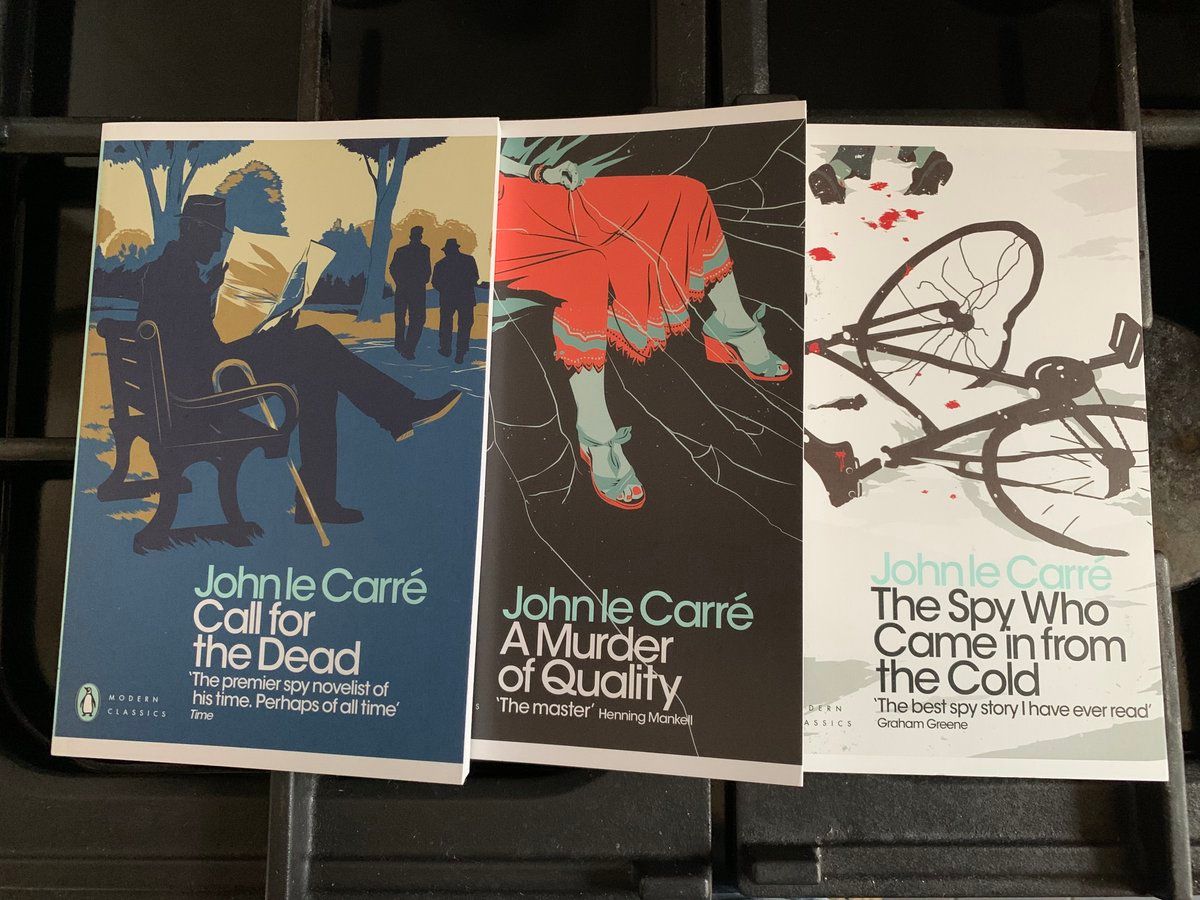 John le Carré
Call for
the Dead
'The premier spy novelist of
his time. Perhaps of all time'
Time
MODERN
CLASSICS
John le Carré
A Murder
of Quality
'The master' Henning Mankell
S
John le Carré
The Spy Who
Came in from
the Cold
'The best spy story I have ever read'
Graham Greene
DERN
ASSICS